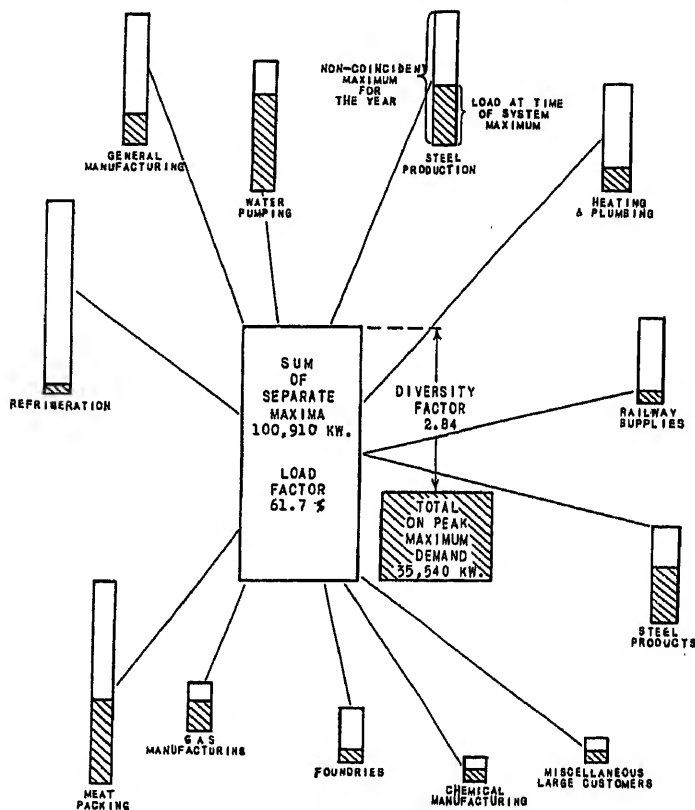 NON-COINCIDENT
MAXIMUM
FOR
THE YEAR
LOAD AT TIME
OF SYSTEM
MAXIMUM
GENERAL
MANUFACTURING
WATER
PUMPING
STEEL
PRODUCTION
HEATING
& PLUMBING
REFRIGERATION
SUM
OF
SEPARATE
MAXIMA
100,910 KW.
LOAD
FACTOR
61.7 %
DIVERSITY
FACTOR
2.84
TOTAL
ON PEAK
MAXIMUM
DEMAND
35,540 KW.
RAILWAY
SUPPLIES
STEEL
PRODUCTS
MEAT
PACKING
GAS
MANUFACTURING
FOUNDRIES
CHEMICAL
MANUFACTURING
MISCELLANEOUS
LARGE CUSTOMERS